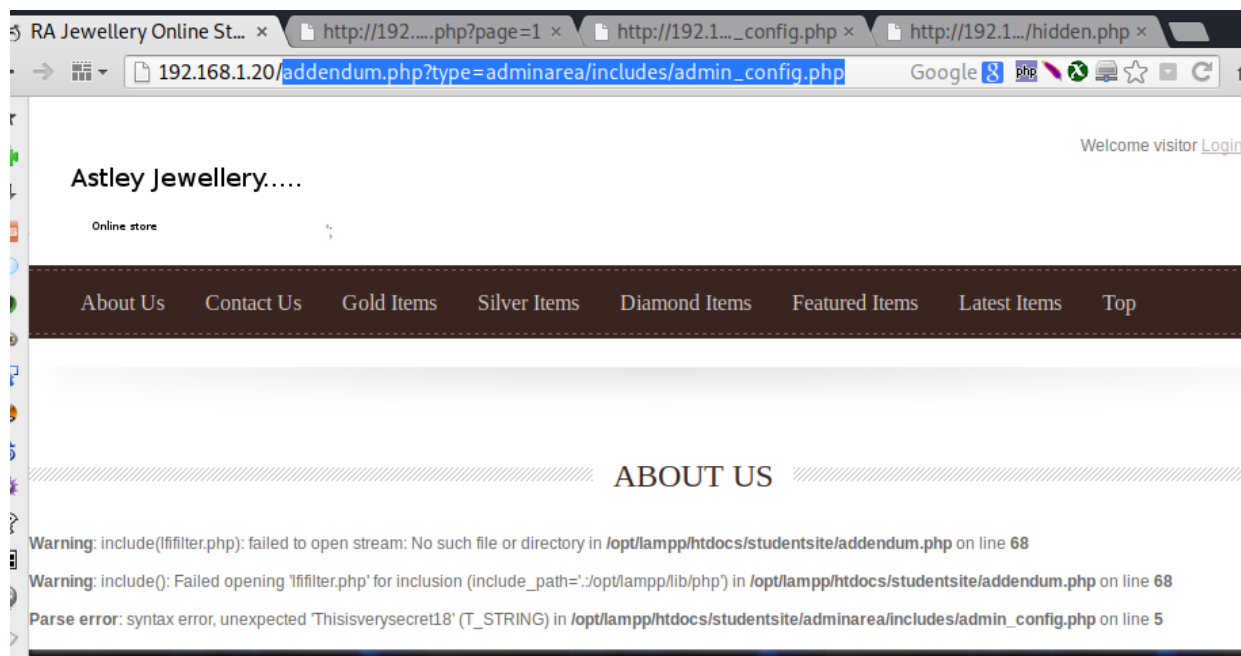 RA Jewellery Online St... × http://192.....php?page=1 × http://192.1..._config.php × http://192.1.../hidden.php ×
192.168.1.20/addendum.php?type=adminarea/includes/admin_config.php Google 8 php
Welcome visitor Login
Astley Jewellery.....
Online store
';
About Us Contact Us Gold Items Silver Items Diamond Items Featured Items Latest Items Top
ABOUT US
Warning: include(lfifilter.php): failed to open stream: No such file or directory in /opt/lampp/htdocs/studentsite/addendum.php on line 68
Warning: include(): Failed opening 'lfifilter.php' for inclusion (include_path='.:/opt/lampp/lib/php') in /opt/lampp/htdocs/studentsite/addendum.php on line 68
Parse error: syntax error, unexpected 'Thisisverysecret18' (T_STRING) in /opt/lampp/htdocs/studentsite/adminarea/includes/admin_config.php on line 5